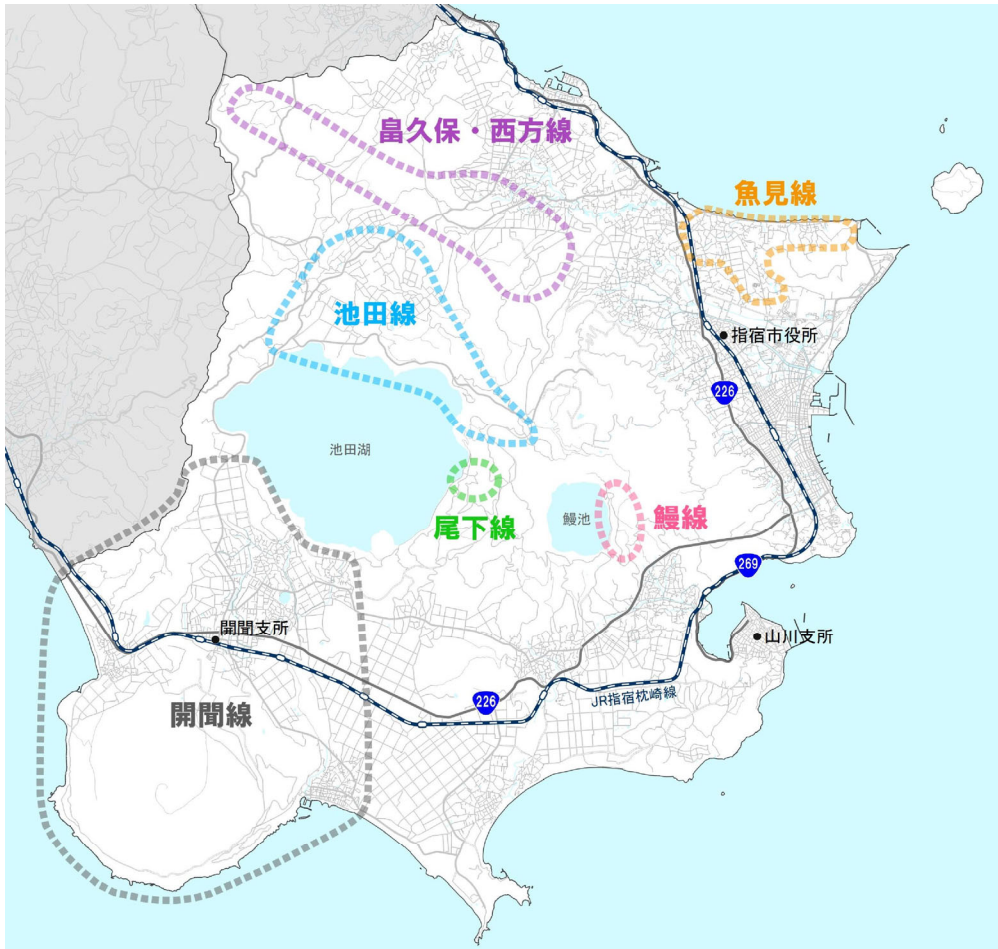 畠久保・西方線
魚見線
池田線
指宿市役所
226
池田湖
尾下線
鰻池
鰻線
269
開聞支所
山川支所
226
JR指宿枕崎線
開聞線